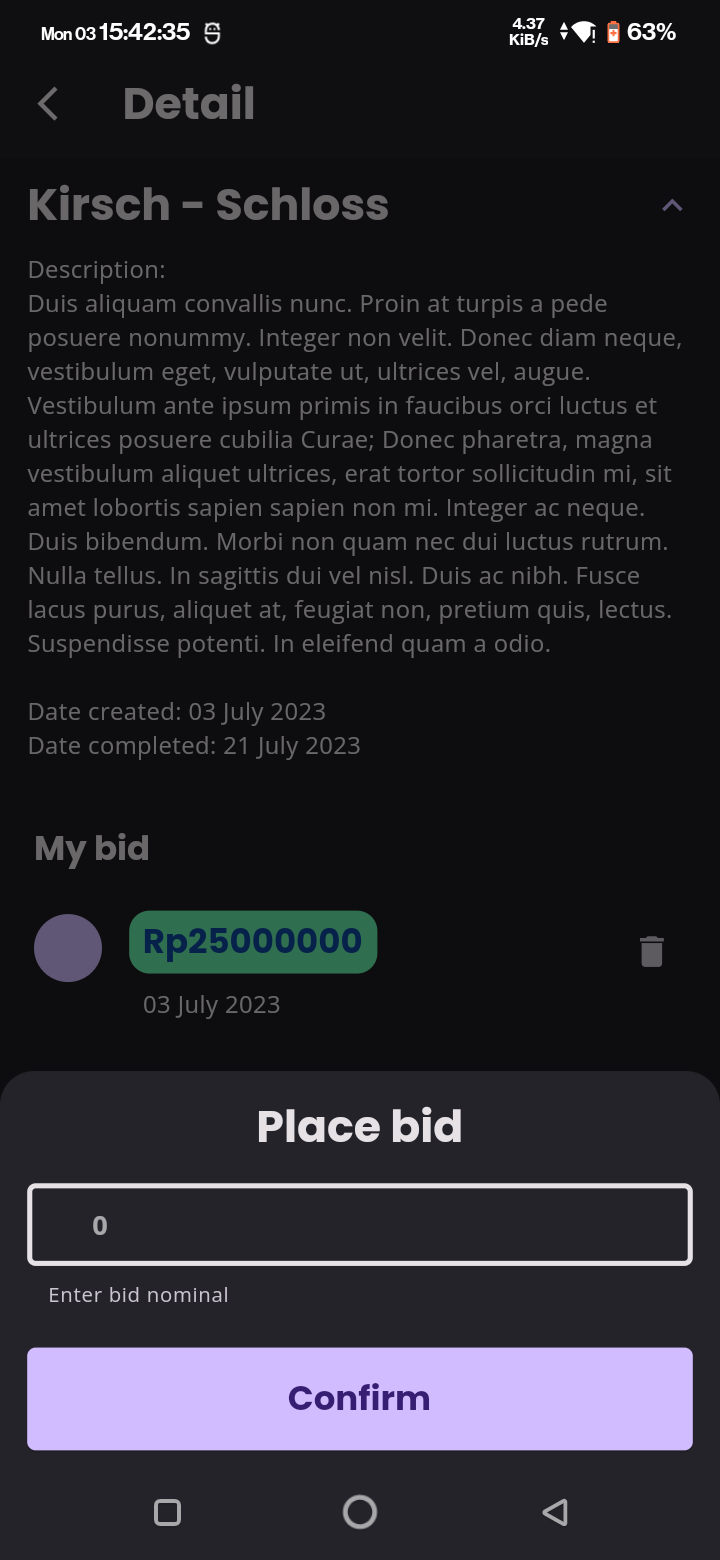 Mon 03 15:42:35 4.37 KiB/s 63%
Detail
Kirsch - Schloss
Description:
Duis aliquam convallis nunc. Proin at turpis a pede
posuere nonummy. Integer non velit. Donec diam neque,
vestibulum eget, vulputate ut, ultrices vel, augue.
Vestibulum ante ipsum primis in faucibus orci luctus et
ultrices posuere cubilia Curae; Donec pharetra, magna
vestibulum aliquet ultrices, erat tortor sollicitudin mi, sit
amet lobortis sapien sapien non mi. Integer ac neque.
Duis bibendum. Morbi non quam nec dui luctus rutrum.
Nulla tellus. In sagittis dui vel nisl. Duis ac nibh. Fusce
lacus purus, aliquet at, feugiat non, pretium quis, lectus.
Suspendisse potenti. In eleifend quam a odio.
Date created: 03 July 2023
Date completed: 21 July 2023
My bid
Rp25000000
03 July 2023
Place bid
0
Enter bid nominal
Confirm